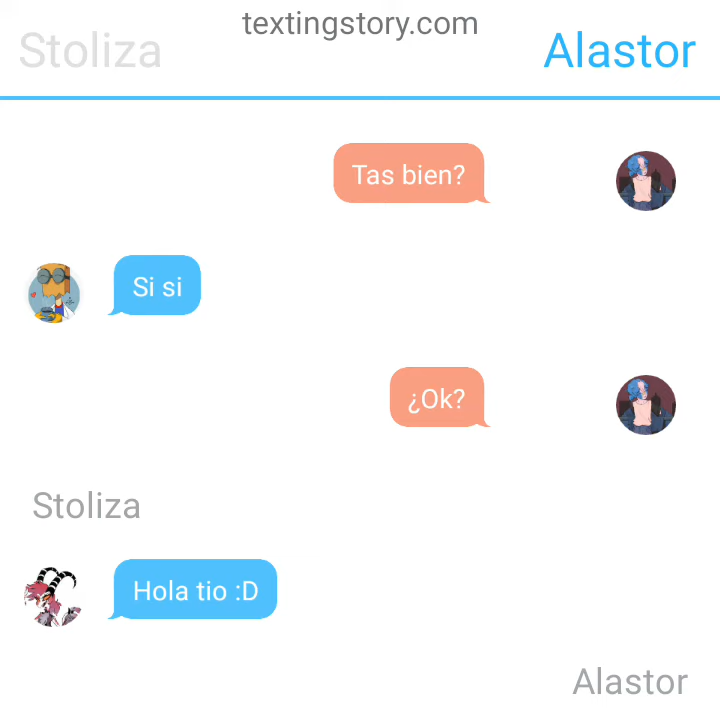 textingstory.com
Stoliza
Alastor
Tas bien?
Si si
¿Ok?
Stoliza
Hola tio :D
Alastor